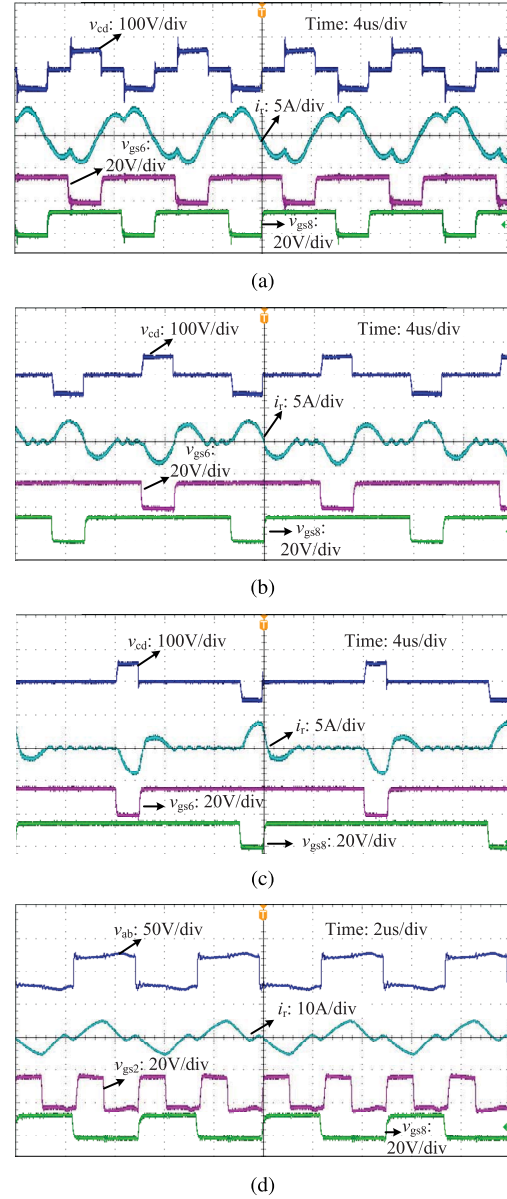 T
v_cd: 100V/div
Time: 4us/div
i_r: 5A/div
v_gs6:
20V/div
v_gs8:
20V/div
(a)
T
v_cd: 100V/div
Time: 4us/div
i_r: 5A/div
v_gs6:
20V/div
v_gs8:
20V/div
(b)
T
v_cd: 100V/div
Time: 4us/div
i_r: 5A/div
v_gs6: 20V/div
v_gs8: 20V/div
(c)
T
v_ab: 50V/div
Time: 2us/div
i_r: 10A/div
v_gs2: 20V/div
v_gs8:
20V/div
(d)